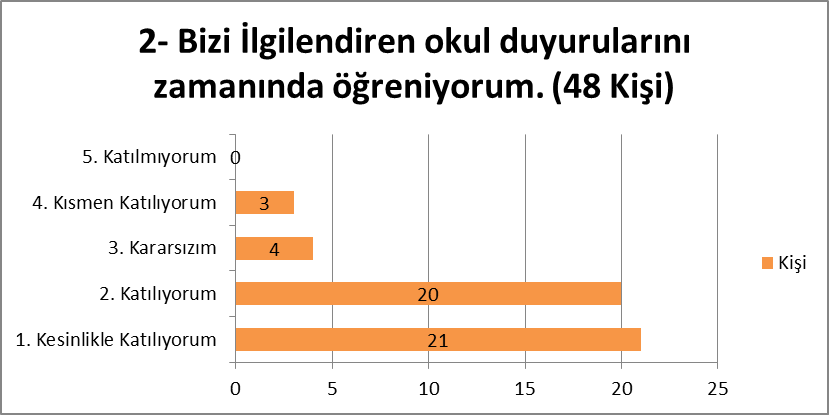 2- Bizi İlgilendiren okul duyurularını
zamanında öğreniyorum. (48 Kişi)
5. Katılmıyorum 0
4. Kısmen Katılıyorum 3
3. Kararsızım 4
2. Katılıyorum 20
1. Kesinlikle Katılıyorum 21
0 5 10 15 20 25
Kişi